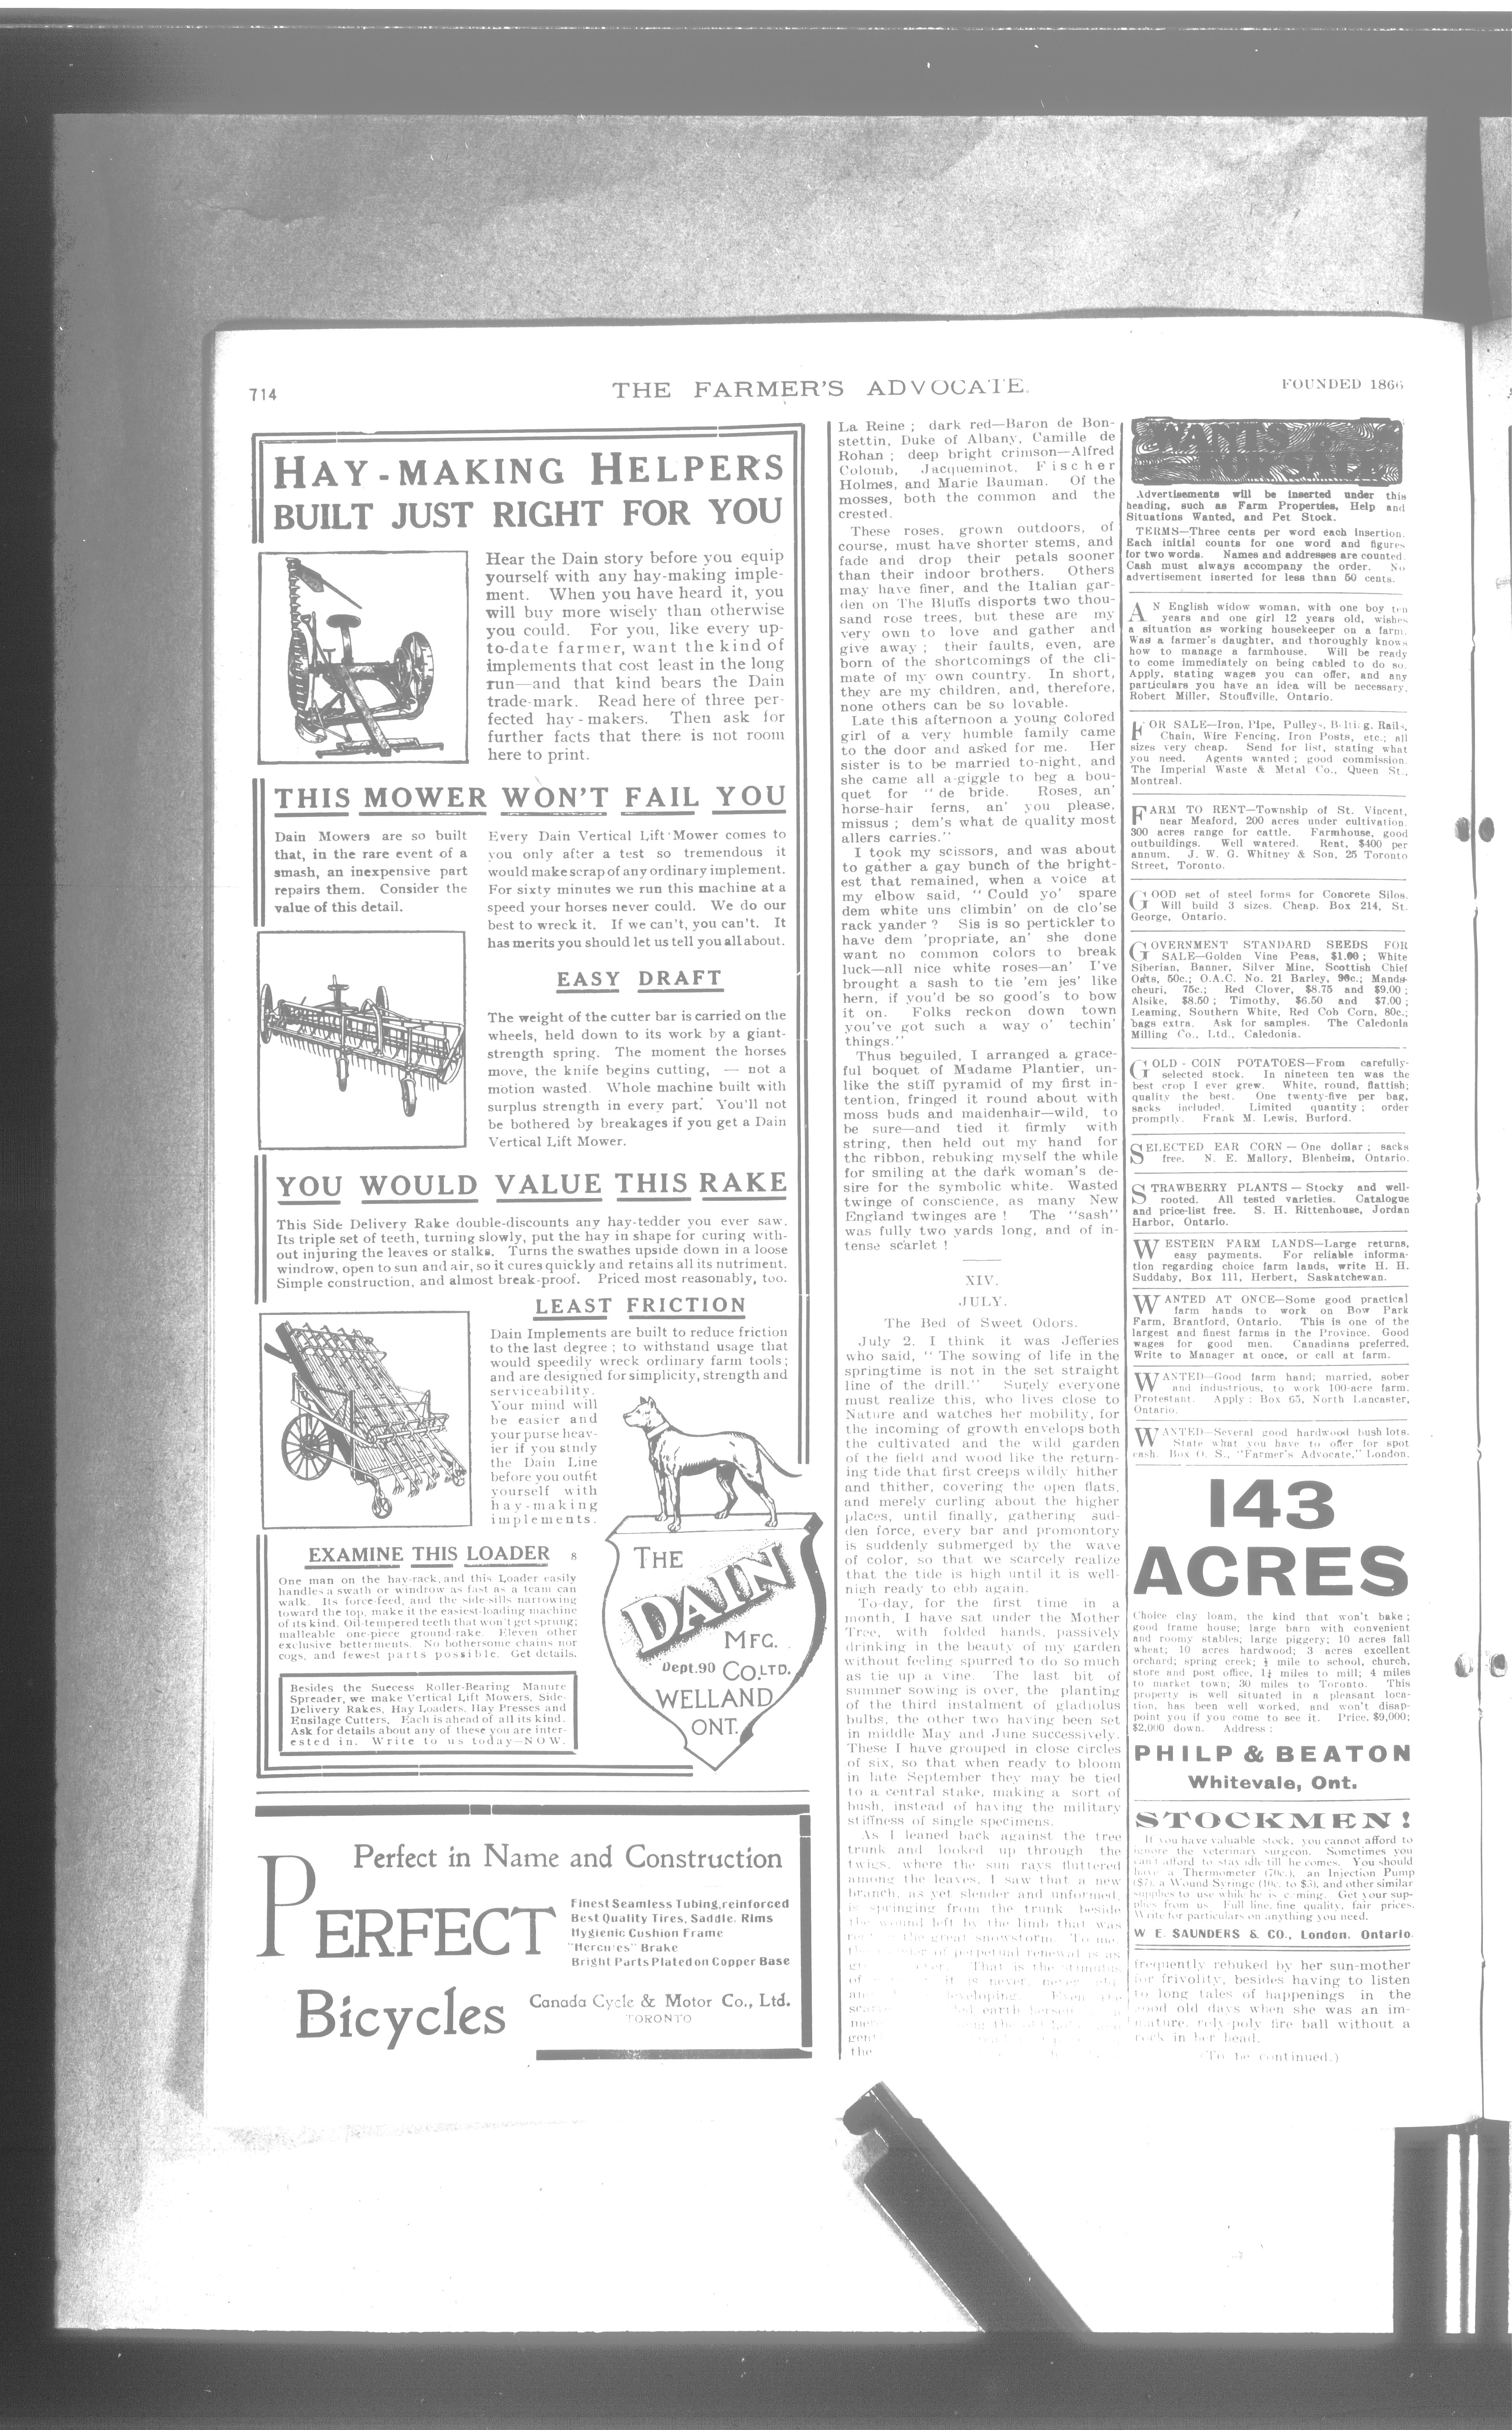 714
THE FARMER'S ADVOCATE.
FOUNDED 1866
HAY-MAKING HELPERS
BUILT JUST RIGHT FOR YOU
Hear the Dain story before you equip
yourself with any hay-making imple-
ment. When you have heard it, you
will buy more wisely than otherwise
you could. For you, like every up-
to-date farmer, want the kind of
implements that cost least in the long
run—and that kind bears the Dain
trade-mark. Read here of three per-
fected hay-makers. Then ask for
further facts that there is not room
here to print.
THIS MOWER WON'T FAIL YOU
Dain Mowers are so built
that, in the rare event of a
smash, an inexpensive part
repairs them. Consider the
value of this detail.
Every Dain Vertical Lift Mower comes to
you only after a test so tremendous it
would make scrap of any ordinary implement.
For sixty minutes we run this machine at a
speed your horses never could. We do our
best to wreck it. If we can't, you can't. It
has merits you should let us tell you all about.
EASY DRAFT
The weight of the cutter bar is carried on the
wheels, held down to its work by a giant-
strength spring. The moment the horses
move, the knife begins cutting, — not a
motion wasted. Whole machine built with
surplus strength in every part. You'll not
be bothered by breakages if you get a Dain
Vertical Lift Mower.
YOU WOULD VALUE THIS RAKE
This Side Delivery Rake double-discounts any hay-tedder you ever saw.
Its triple set of teeth, turning slowly, put the hay in shape for curing with-
out injuring the leaves or stalks. Turns the swathes upside down in a loose
windrow, open to sun and air, so it cures quickly and retains all its nutriment.
Simple construction, and almost break-proof. Priced most reasonably, too.
LEAST FRICTION
Dain Implements are built to reduce friction
to the last degree; to withstand usage that
would speedily wreck ordinary farm tools;
and are designed for simplicity, strength and
serviceability.
Your mind will
be easier and
your purse heav-
ier if you study
the Dain Line
before you outfit
yourself with
hay-making
implements.
EXAMINE THIS LOADER 8
One man on the hay-rack, and this Loader easily
handles a swath or windrow as fast as a team can
walk. Its force-feed, and the side-sills narrowing
toward the top, make it the easiest-loading machine
of its kind. Oil-tempered teeth that won't get sprung;
malleable one-piece ground-rake. Eleven other
exclusive betterments. No bothersome chains nor
cogs, and fewest parts possible. Get details.
Besides the Success Roller-Bearing Manure
Spreader, we make Vertical Lift Mowers, Side-
Delivery Rakes, Hay Loaders, Hay Presses and
Ensilage Cutters. Each is ahead of all its kind.
Ask for details about any of these you are inter-
ested in. Write to us today—NOW.
THE
DAIN
MFG.
Dept. 90 CO. LTD.
WELLAND
ONT.
Perfect in Name and Construction
PERFECT
Bicycles
Finest Seamless Tubing, reinforced
Best Quality Tires, Saddle, Rims
Hygienic Cushion Frame
"Hercules" Brake
Bright Parts Plated on Copper Base
Canada Cycle & Motor Co., Ltd.
TORONTO
La Reine; dark red—Baron de Bon-
stettin, Duke of Albany, Camille de
Rohan; deep bright crimson—Alfred
Colomb, Jacqueminot, Fischer
Holmes, and Marie Bauman. Of the
mosses, both the common and the
crested.
These roses, grown outdoors, of
course, must have shorter stems, and
fade and drop their petals sooner
than their indoor brothers. Others
may have finer, and the Italian gar-
den on The Bluffs disports two thou-
sand rose trees, but these are my
very own to love and gather and
give away; their faults, even, are
born of the shortcomings of the cli-
mate of my own country. In short,
they are my children, and, therefore,
none others can be so lovable.
Late this afternoon a young colored
girl of a very humble family came
to the door and asked for me. Her
sister is to be married to-night, and
she came all a-giggle to beg a bou-
quet for "de bride. Roses, an'
horse-hair ferns, an' you please,
missus; dem's what de quality most
allers carries."
I took my scissors, and was about
to gather a gay bunch of the bright-
est that remained, when a voice at
my elbow said, "Could yo' spare
dem white uns climbin' on de clo'se
rack yander? Sis is so pertickler to
have dem 'propriate, an' she done
want no common colors to break
luck—all nice white roses—an' I've
brought a sash to tie 'em jes' like
hern, if you'd be so good's to bow
it on. Folks reckon down town
you've got such a way o' techin'
things."
Thus beguiled, I arranged a grace-
ful boquet of Madame Plantier, un-
like the stiff pyramid of my first in-
tention, fringed it round about with
moss buds and maidenhair—wild, to
be sure—and tied it firmly with
string, then held out my hand for
the ribbon, rebuking myself the while
for smiling at the dark woman's de-
sire for the symbolic white. Wasted
twinge of conscience, as many New
England twinges are! The "sash"
was fully two yards long, and of in-
tense scarlet!
XIV.
JULY.
The Bed of Sweet Odors.
July 2. I think it was Jefferies
who said, "The sowing of life in the
springtime is not in the set straight
line of the drill." Surely everyone
must realize this, who lives close to
Nature and watches her mobility, for
the incoming of growth envelops both
the cultivated and the wild garden
of the field and wood like the return-
ing tide that first creeps wildly hither
and thither, covering the open flats,
and merely curling about the higher
places, until finally, gathering sud-
den force, every bar and promontory
is suddenly submerged by the wave
of color, so that we scarcely realize
that the tide is high until it is well-
nigh ready to ebb again.
To-day, for the first time in a
month, I have sat under the Mother
Tree, with folded hands, passively
drinking in the beauty of my garden
without feeling spurred to do so much
as tie up a vine. The last bit of
summer sowing is over, the planting
of the third instalment of gladiolus
bulbs, the other two having been set
in middle May and June successively.
These I have grouped in close circles
of six, so that when ready to bloom
in late September they may be tied
to a central stake, making a sort of
bush, instead of having the military
stiffness of single specimens.
As I leaned back against the tree
trunk and looked up through the
twigs, where the sun rays fluttered
among the leaves, I saw that a new
branch, as yet slender and unformed,
is springing from the trunk beside
the wound left by the limb that was
the great snowstorm. To me,
of perpetual renewal is as
That is the stimulus
of it is never, never
developing. Even the
earth herself
the
WANTS & FOR SALE
Advertisements will be inserted under this
heading, such as Farm Properties, Help and
Situations Wanted, and Pet Stock.
TERMS—Three cents per word each insertion.
Each initial counts for one word and figures
for two words. Names and addresses are counted.
Cash must always accompany the order. No
advertisement inserted for less than 50 cents.
AN English widow woman, with one boy ten
years and one girl 12 years old, wishes
a situation as working housekeeper on a farm.
Was a farmer's daughter, and thoroughly knows
how to manage a farmhouse. Will be ready
to come immediately on being cabled to do so.
Apply, stating wages you can offer, and any
particulars you have an idea will be necessary.
Robert Miller, Stouffville, Ontario.
FOR SALE—Iron, Pipe, Pulleys, Belting, Rails,
Chain, Wire Fencing, Iron Posts, etc.; all
sizes very cheap. Send for list, stating what
you need. Agents wanted; good commission.
The Imperial Waste & Metal Co., Queen St.,
Montreal.
FARM TO RENT—Township of St. Vincent,
near Meaford, 200 acres under cultivation.
300 acres range for cattle. Farmhouse, good
outbuildings. Well watered. Rent, $400 per
annum. J. W. G. Whitney & Son, 25 Toronto
Street, Toronto.
GOOD set of steel forms for Concrete Silos.
Will build 3 sizes. Cheap. Box 214, St.
George, Ontario.
GOVERNMENT STANDARD SEEDS FOR
SALE—Golden Vine Peas, $1.00; White
Siberian, Banner, Silver Mine, Scottish Chief
Oats, 50c.; O.A.C. No. 21 Barley, 90c.; Mands-
cheuri, 75c.; Red Clover, $8.75 and $9.00;
Alsike, $8.50; Timothy, $6.50 and $7.00;
Leaming, Southern White, Red Cob Corn, 80c.;
bags extra. Ask for samples. The Caledonia
Milling Co., Ltd., Caledonia.
GOLD-COIN POTATOES—From carefully-
selected stock. In nineteen ten was the
best crop I ever grew. White, round, flattish;
quality the best. One twenty-five per bag,
sacks included. Limited quantity; order
promptly. Frank M. Lewis, Burford.
SELECTED EAR CORN—One dollar; sacks
free. N. E. Mallory, Blenheim, Ontario.
STRAWBERRY PLANTS—Stocky and well-
rooted. All tested varieties. Catalogue
and price-list free. S. H. Rittenhouse, Jordan
Harbor, Ontario.
WESTERN FARM LANDS—Large returns,
easy payments. For reliable informa-
tion regarding choice farm lands, write H. H.
Suddaby, Box 111, Herbert, Saskatchewan.
WANTED AT ONCE—Some good practical
farm hands to work on Bow Park
Farm, Brantford, Ontario. This is one of the
largest and finest farms in the Province. Good
wages for good men. Canadians preferred.
Write to Manager at once, or call at farm.
WANTED—Good farm hand; married, sober
and industrious, to work 100-acre farm.
Protestant. Apply: Box 65, North Lancaster,
Ontario.
WANTED—Several good hardwood bush lots.
State what you have to offer for spot
cash. Box O. S., "Farmer's Advocate," London.
143
ACRES
Choice clay loam, the kind that won't bake;
good frame house; large barn with convenient
and roomy stables; large piggery; 10 acres fall
wheat; 10 acres hardwood; 3 acres excellent
orchard; spring creek; ½ mile to school, church,
store and post office, 1¼ miles to mill; 4 miles
to market town; 30 miles to Toronto. This
property is well situated in a pleasant loca-
tion, has been well worked, and won't disap-
point you if you come to see it. Price, $9,000;
$2,000 down. Address:
PHILP & BEATON
Whitevale, Ont.
STOCKMEN!
If you have valuable stock, you cannot afford to
ignore the veterinary surgeon. Sometimes you
can't afford to stay idle till he comes. You should
have a Thermometer (70c.), an Injection Pump
($7), a Wound Syringe (10c. to $3), and other similar
supplies to use while he is coming. Get your sup-
plies from us. Full line, fine quality, fair prices.
Write for particulars on anything you need.
W. E. SAUNDERS & CO., London, Ontario.
frequently rebuked by her sun-mother
for frivolity, besides having to listen
to long tales of happenings in the
good old days when she was an im-
mature, roly-poly fire ball without a
rock in her head.
(To be continued.)